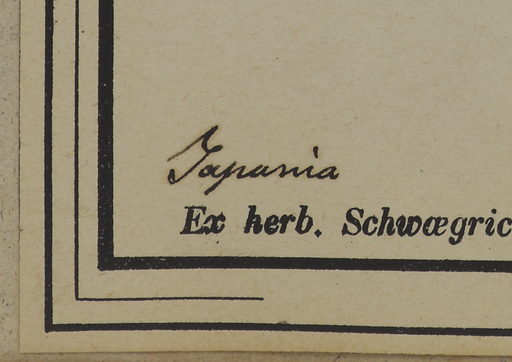 Japania
Ex herb. Schwægric